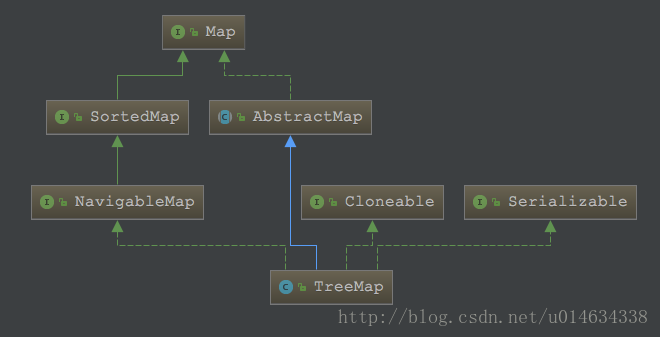 I Map
I SortedMap
C AbstractMap
I NavigableMap
I Cloneable
I Serializable
C TreeMap
http://blog.csdn.net/u014634338